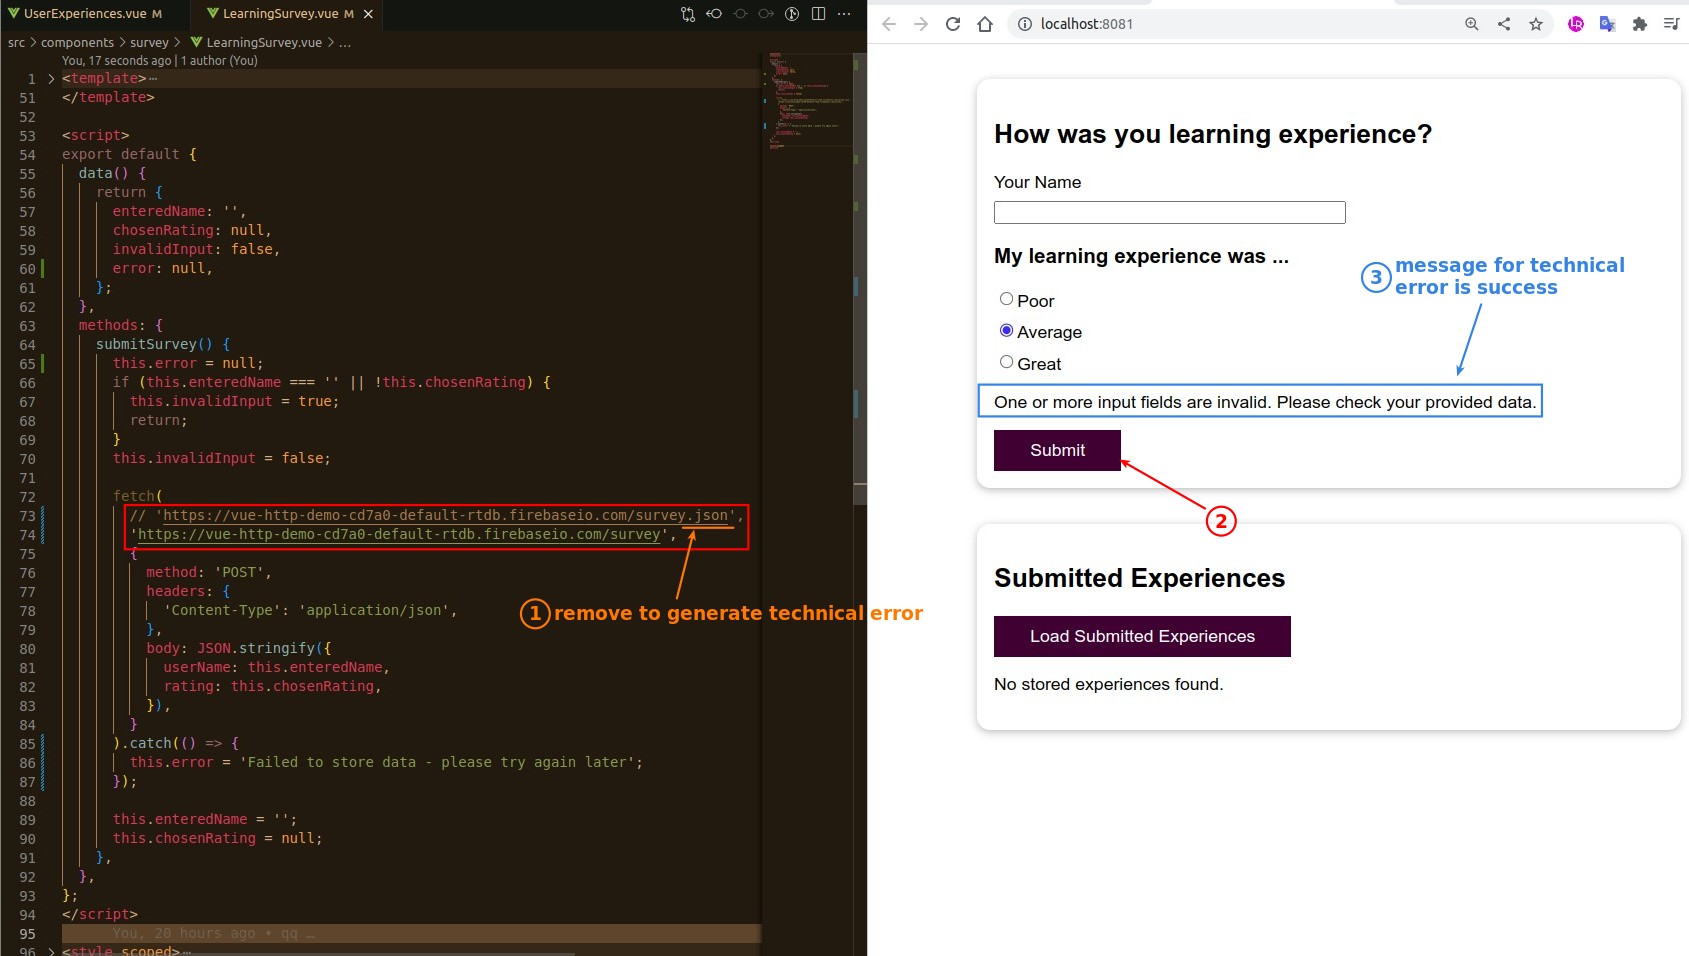 UserExperiences.vue M
LearningSurvey.vue M
src > components > survey > LearningSurvey.vue > ...
You, 17 seconds ago | 1 author (You)
1 <template>…
51 </template>
52
53 <script>
54 export default {
55 data() {
56 return {
57 enteredName: '',
58 chosenRating: null,
59 invalidInput: false,
60 error: null,
61 };
62 },
63 methods: {
64 submitSurvey() {
65 this.error = null;
66 if (this.enteredName === '' || !this.chosenRating) {
67 this.invalidInput = true;
68 return;
69 }
70 this.invalidInput = false;
71
72 fetch(
73 // 'https://vue-http-demo-cd7a0-default-rtdb.firebaseio.com/survey.json',
74 'https://vue-http-demo-cd7a0-default-rtdb.firebaseio.com/survey',
75 {
76 method: 'POST',
77 headers: {
78 'Content-Type': 'application/json',
79 },
80 body: JSON.stringify({
81 userName: this.enteredName,
82 rating: this.chosenRating,
83 }),
84 }
85 ).catch(() => {
86 this.error = 'Failed to store data - please try again later';
87 });
88
89 this.enteredName = '';
90 this.chosenRating = null;
91 },
92 },
93 };
94 </script>
95 You, 20 hours ago • qq …
96 <style scoped>…
1 remove to generate technical error
localhost:8081
How was you learning experience?
Your Name
My learning experience was ...
Poor
Average
Great
3 message for technical
error is success
One or more input fields are invalid. Please check your provided data.
Submit
2
Submitted Experiences
Load Submitted Experiences
No stored experiences found.